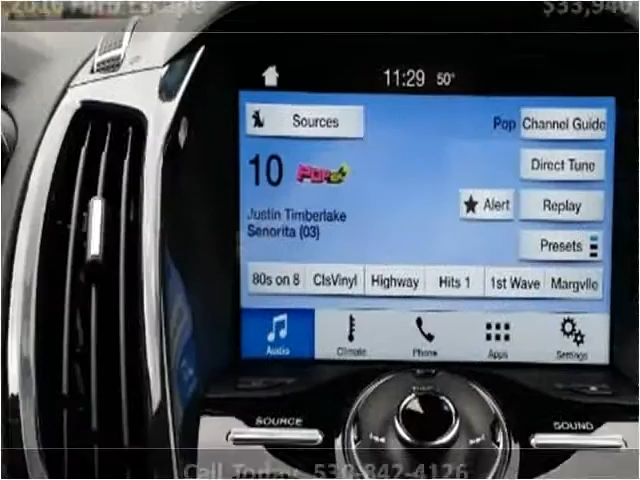 2016 Ford Escape $33,940
11:29 50°
Sources
Pop Channel Guide
10 POP2K
Direct Tune
Justin Timberlake
Alert Replay
Senorita (03)
Presets
80s on 8 ClsVinyl Highway Hits 1 1st Wave Margvlle
Audio Climate Phone Apps Settings
SOURCE SOUND
Call Today 530-842-4126